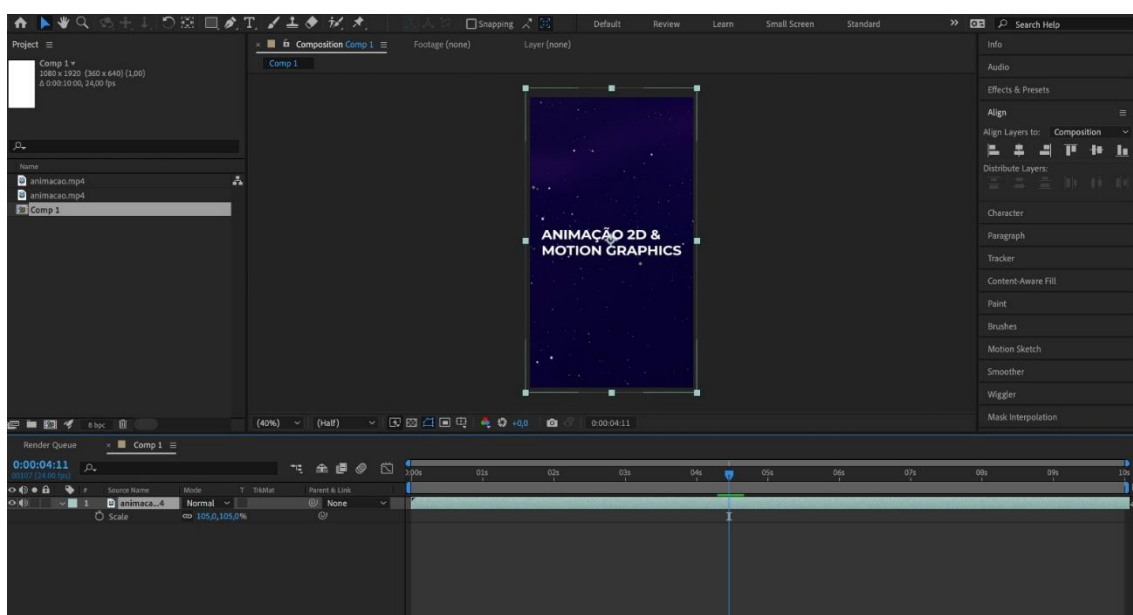 Snapping
Default
Review
Learn
Small Screen
Standard
Search Help
Project
Composition Comp 1
Footage (none)
Layer (none)
Info
Comp 1
1080 x 1920 (360 x 640) (1,00)
Δ 0:00:10:00, 24,00 fps
Comp 1
Audio
Effects & Presets
Align
Align Layers to: Composition
Distribute Layers:
Name
animacao.mp4
animacao.mp4
Comp 1
ANIMAÇÃO 2D &
MOTION GRAPHICS
Character
Paragraph
Tracker
Content-Aware Fill
Paint
Brushes
Motion Sketch
Smoother
Wiggler
Mask Interpolation
8 bpc
(40%)
(Half)
+0,0
0:00:04:11
Render Queue
Comp 1
0:00:04:11
00107 (24.00 fps)
01s
02s
03s
04s
05s
06s
07s
08s
09s
10s
# Source Name Mode T TrkMat Parent & Link
1 animaca...4 Normal None
Scale 105,0,105,0%